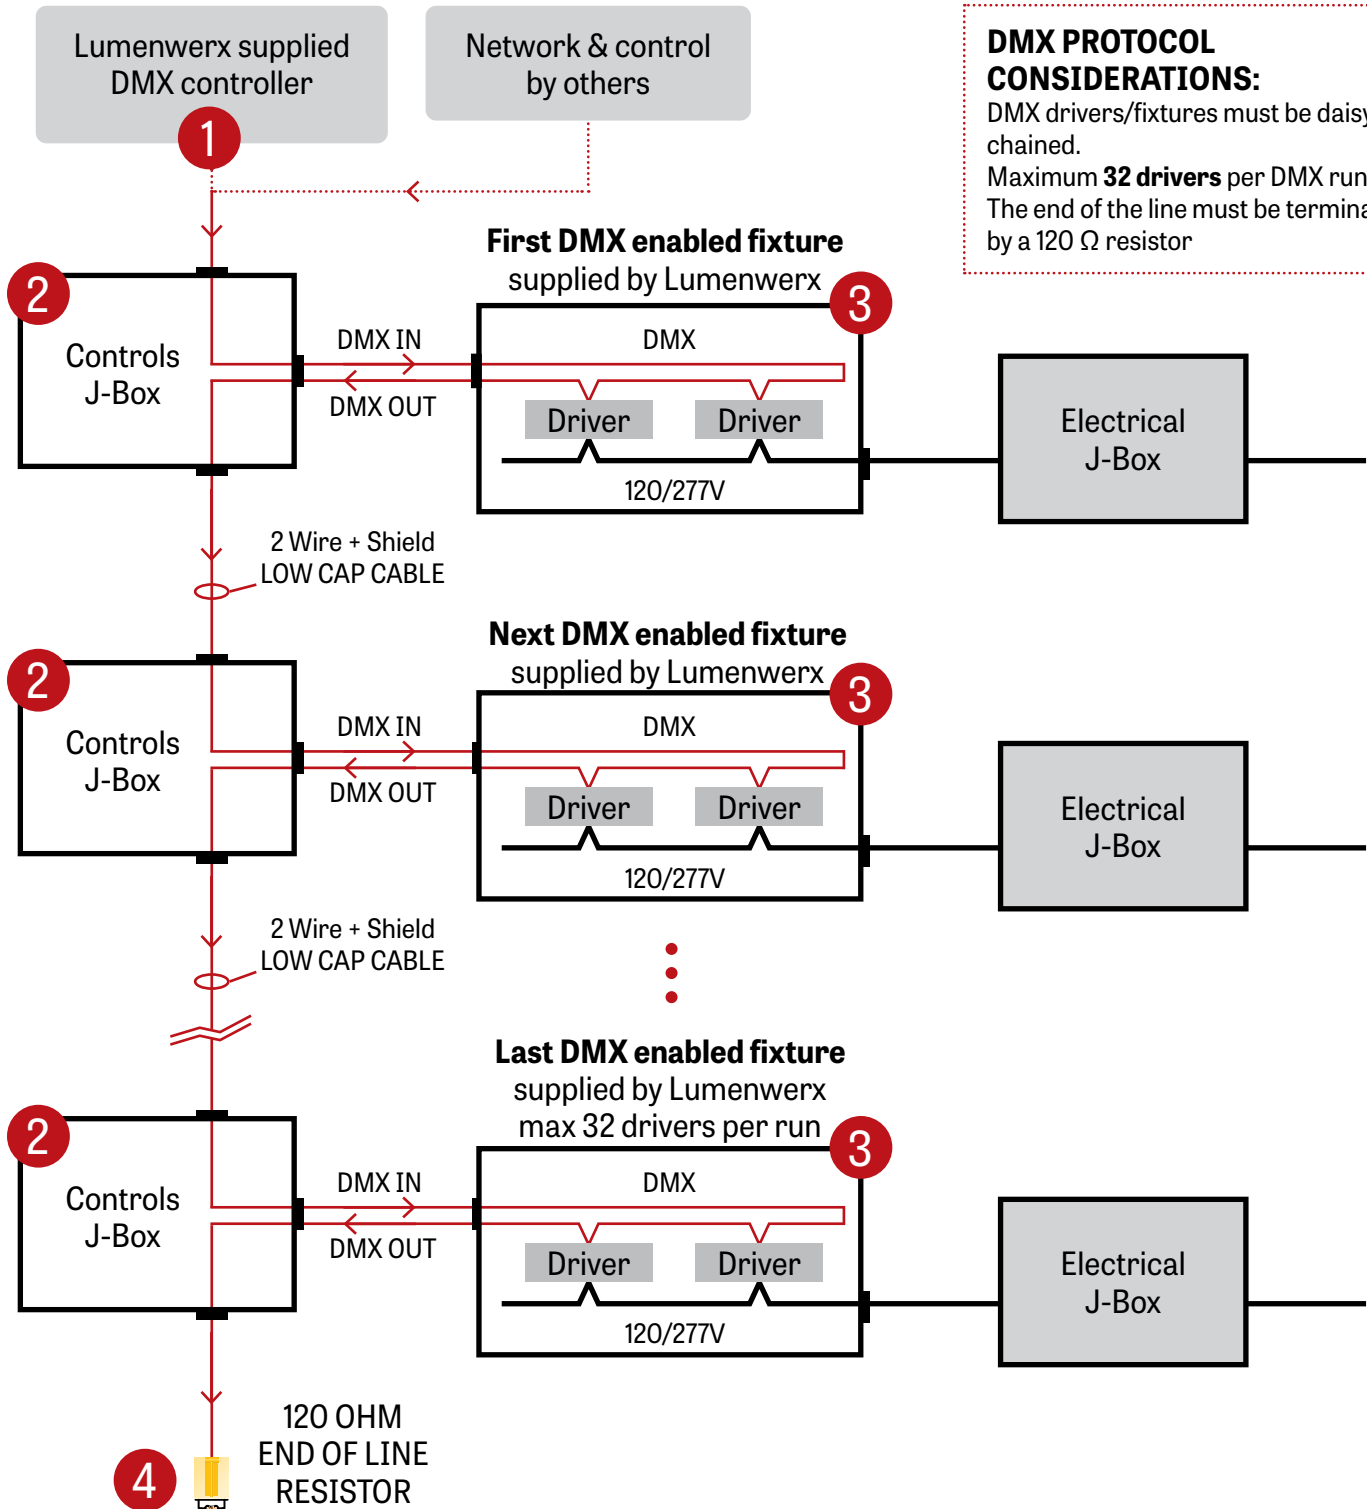 Lumenwerx supplied
DMX controller
1
Network & control
by others
DMX PROTOCOL
CONSIDERATIONS:
DMX drivers/fixtures must be daisy
chained.
Maximum 32 drivers per DMX run
The end of the line must be
by a 120 Ω resistor
First DMX enabled fixture
supplied by Lumenwerx
2
Controls
J-Box
DMX IN
DMX OUT
3
DMX
Driver
Driver
120/277V
Electrical
J-Box
2 Wire + Shield
LOW CAP CABLE
Next DMX enabled fixture
supplied by Lumenwerx
2
Controls
J-Box
DMX IN
DMX OUT
3
DMX
Driver
Driver
120/277V
Electrical
J-Box
2 Wire + Shield
LOW CAP CABLE
Last DMX enabled fixture
supplied by Lumenwerx
max 32 drivers per run
2
Controls
J-Box
DMX IN
DMX OUT
3
DMX
Driver
Driver
120/277V
Electrical
J-Box
4
120 OHM
END OF LINE
RESISTOR